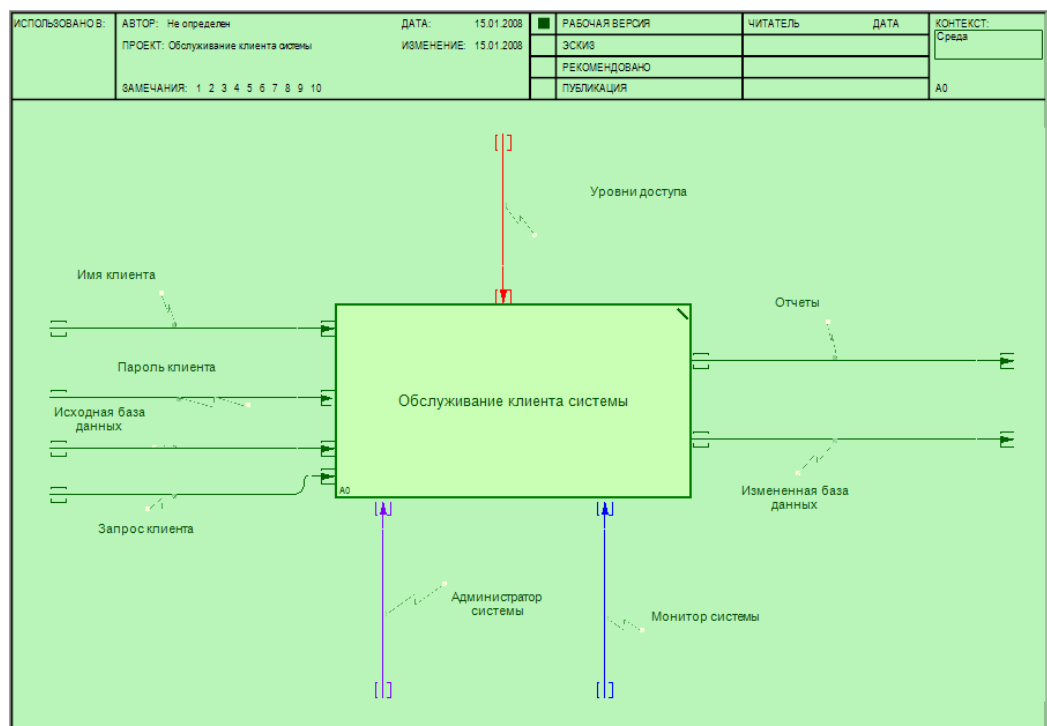 ИСПОЛЬЗОВАНО В:
АВТОР: Не определен
ДАТА: 15.01.2008
ПРОЕКТ: Обслуживание клиента системы
ИЗМЕНЕНИЕ: 15.01.2008
ЗАМЕЧАНИЯ: 1 2 3 4 5 6 7 8 9 10
РАБОЧАЯ ВЕРСИЯ
ЭСКИЗ
РЕКОМЕНДОВАНО
ПУБЛИКАЦИЯ
ЧИТАТЕЛЬ ДАТА
КОНТЕКСТ:
Среда
A0
Уровни доступа
Имя клиента
Отчеты
Пароль клиента
Исходная база
данных
Обслуживание клиента системы
A0
Измененная база
данных
Запрос клиента
Администратор
системы
Монитор системы